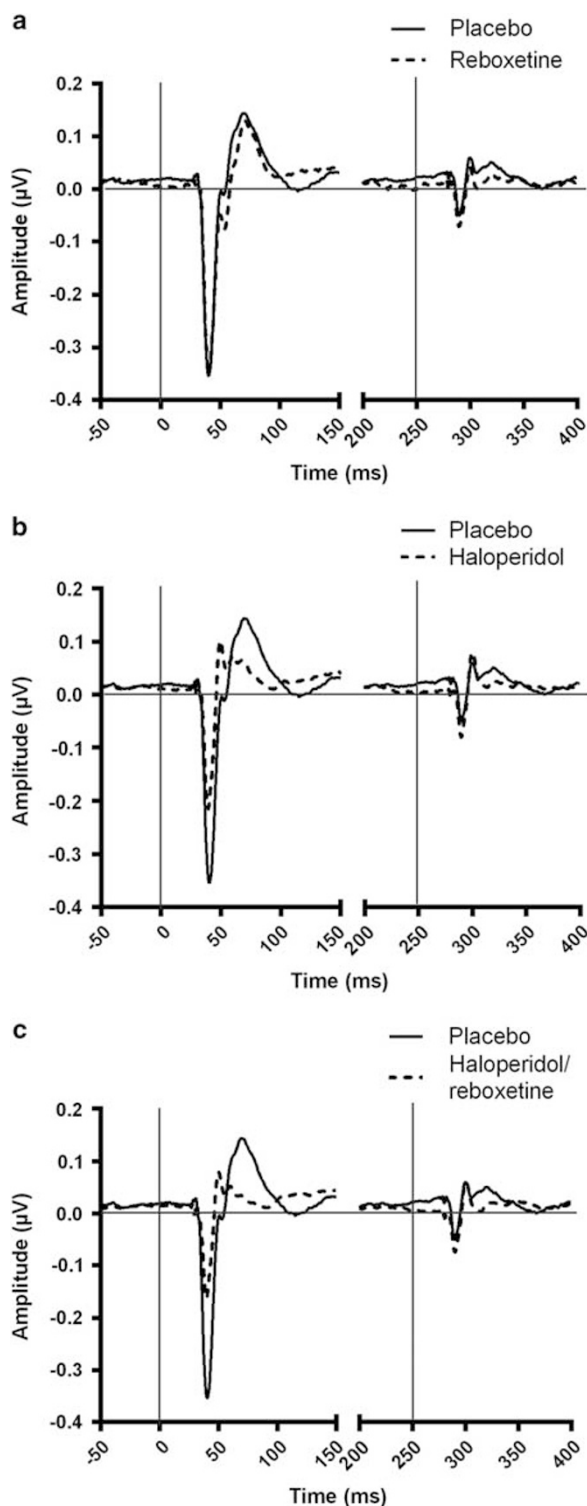 a
Placebo
Reboxetine
0.2
0.1
0.0
-0.1
-0.2
-0.3
-0.4
Amplitude (µV)
-50 0 50 100 150 200 250 300 350 400
Time (ms)
b
Placebo
Haloperidol
0.2
0.1
0.0
-0.1
-0.2
-0.3
-0.4
Amplitude (µV)
-50 0 50 100 150 200 250 300 350 400
Time (ms)
c
Placebo
Haloperidol/
reboxetine
0.2
0.1
0.0
-0.1
-0.2
-0.3
-0.4
Amplitude (µV)
-50 0 50 100 150 200 250 300 350 400
Time (ms)